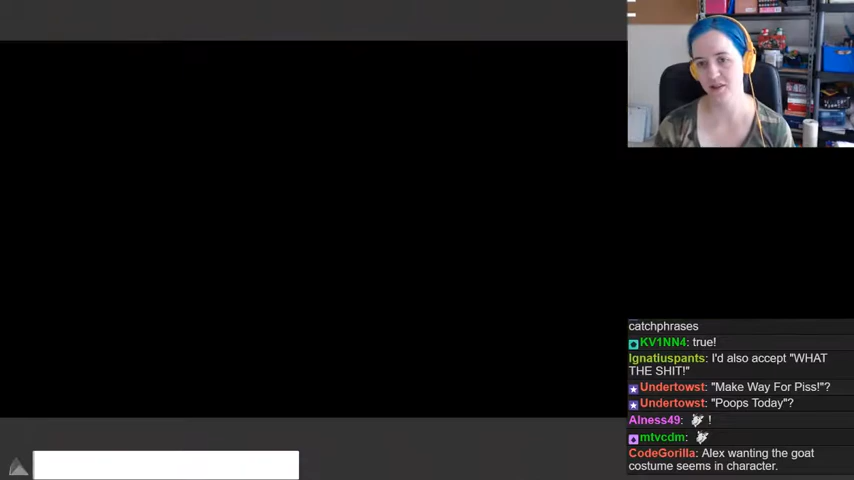 catchphrases
KV1NN4: true!
Ignatiuspants: I'd also accept "WHAT
THE SHIT!"
Undertowst: "Make Way For Piss!"?
Undertowst: "Poops Today"?
Alness49: !
mtvcdm:
CodeGorilla: Alex wanting the goat
costume seems in character.